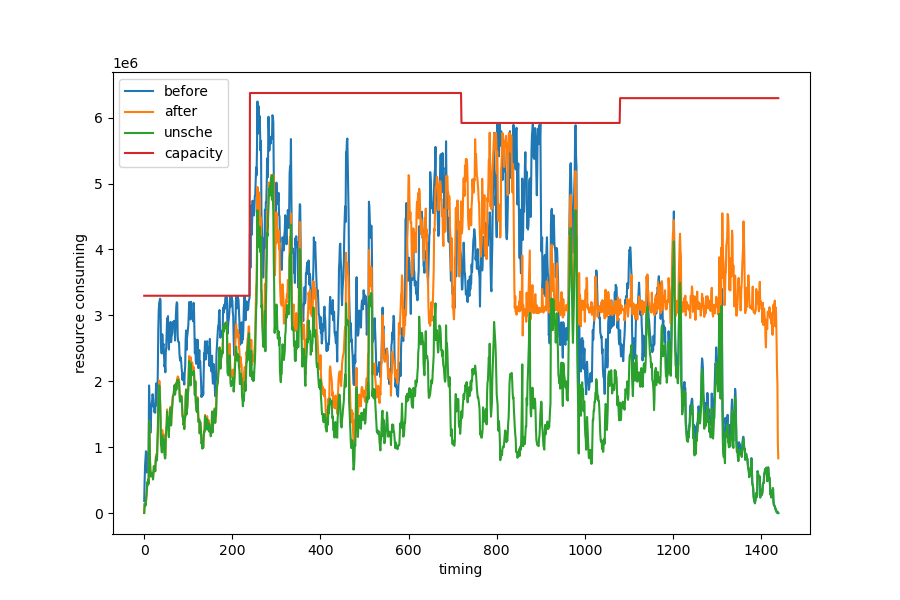 1e6
before
after
unsche
capacity
6
5
4
3
2
1
0
resource consuming
0 200 400 600 800 1000 1200 1400
timing